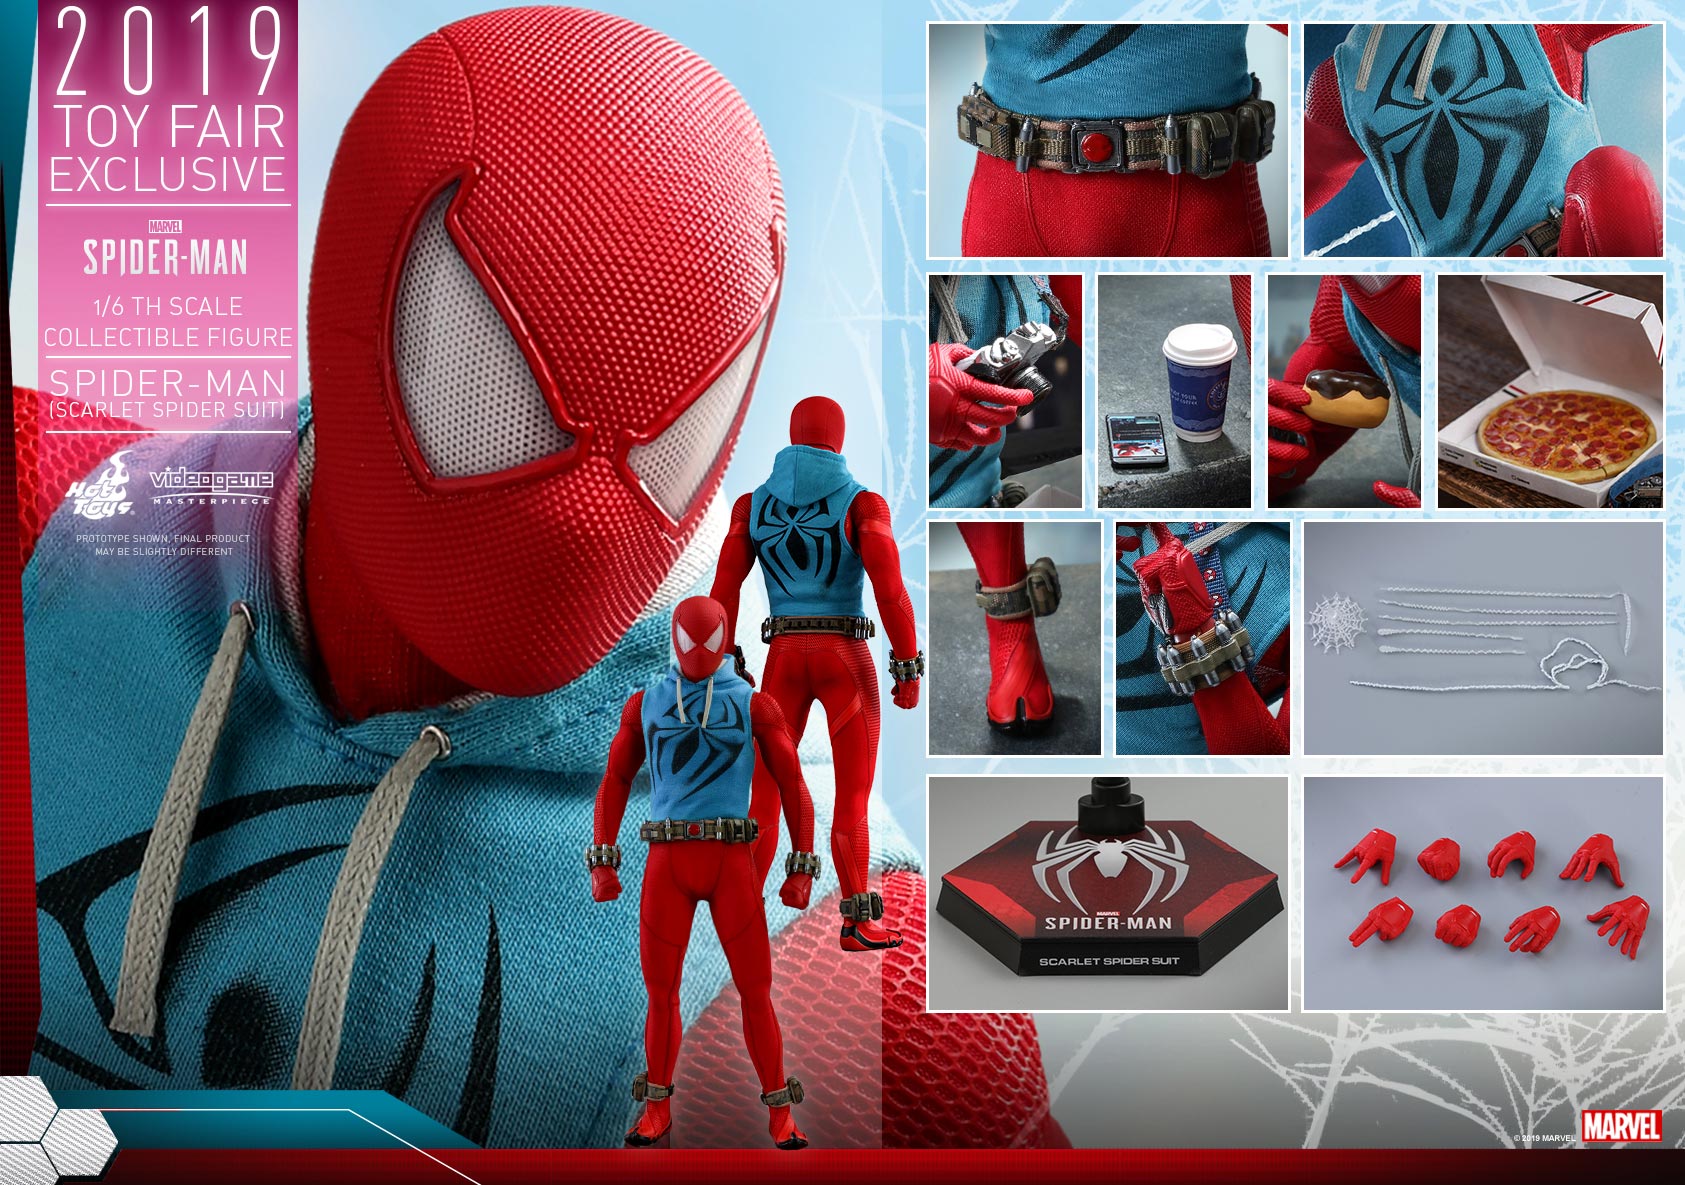 2019
TOY FAIR
EXCLUSIVE
MARVEL
SPIDER-MAN
1/6 TH SCALE
COLLECTIBLE FIGURE
SPIDER-MAN
(SCARLET SPIDER SUIT)
Hot Toys
videogame
MASTERPIECE
PROTOTYPE SHOWN, FINAL PRODUCT
MAY BE SLIGHTLY DIFFERENT
MARVEL
SPIDER-MAN
SCARLET SPIDER SUIT
© 2019 MARVEL
MARVEL